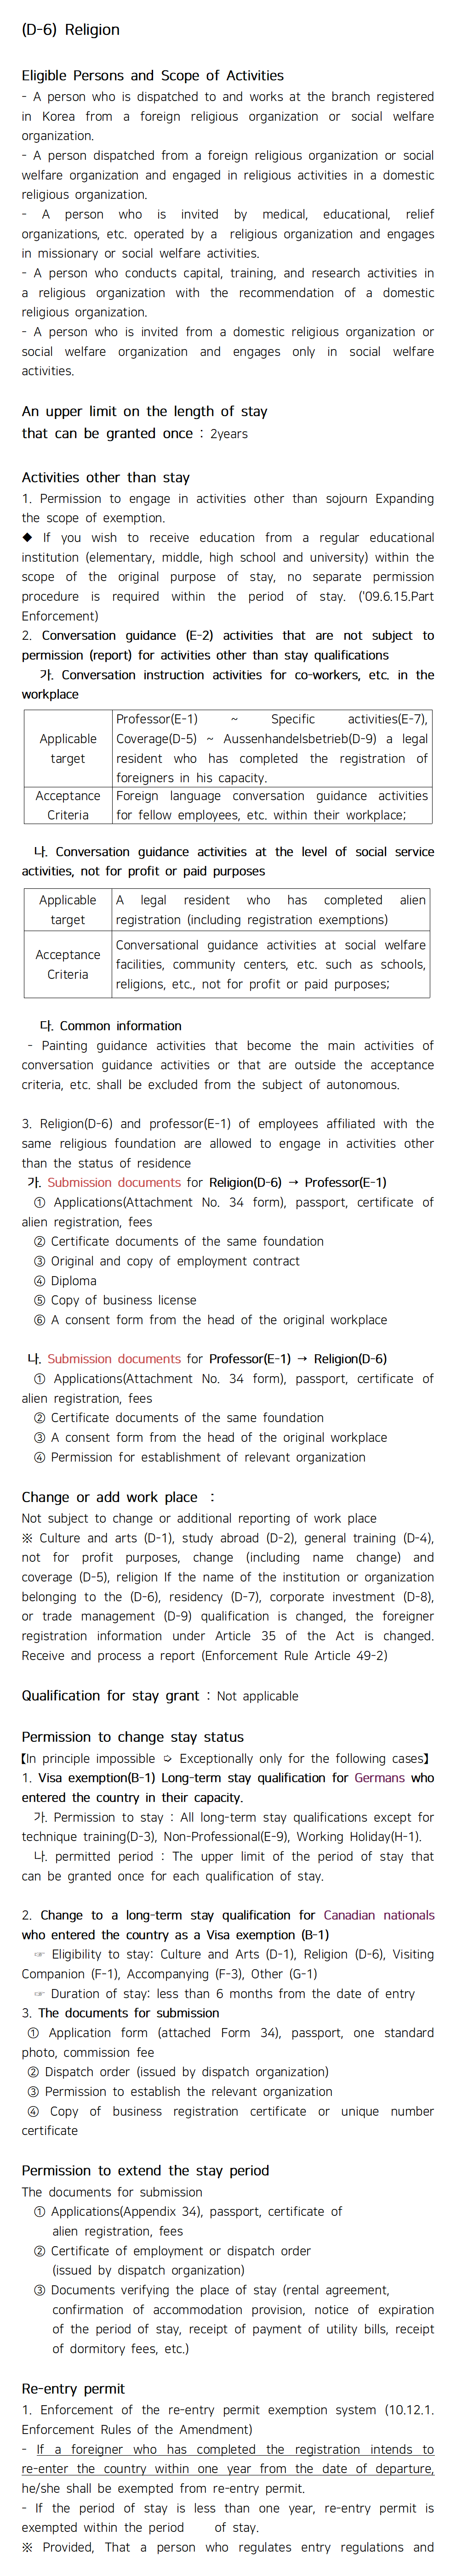 (D-6) Religion
Eligible Persons and Scope of Activities
- A person who is dispatched to and works at the branch registered
in Korea from a foreign religious organization or social welfare
organization.
- A person dispatched from a foreign religious organization or social
welfare organization and engaged in religious activities in a domestic
religious organization.
- A person who is invited by medical, educational, relief
organizations, etc. operated by a religious organization and engages
in missionary or social welfare activities.
- A person who conducts capital, training, and research activities in
a religious organization with the recommendation of a domestic
religious organization.
- A person who is invited from a domestic religious organization or
social welfare organization and engages only in social welfare
activities.
An upper limit on the length of stay
that can be granted once : 2years
Activities other than stay
1. Permission to engage in activities other than sojourn Expanding
the scope of exemption.
◆ If you wish to receive education from a regular educational
institution (elementary, middle, high school and university) within the
scope of the original purpose of stay, no separate permission
procedure is required within the period of stay. ('09.6.15.Part
Enforcement)
2. Conversation guidance (E-2) activities that are not subject to
permission (report) for activities other than stay qualifications
가. Conversation instruction activities for co-workers, etc. in the
workplace
Applicable target
Professor(E-1) ~ Specific activities(E-7),
Coverage(D-5) ~ Aussenhandelsbetrieb(D-9) a legal
resident who has completed the registration of
foreigners in his capacity.
Acceptance Criteria
Foreign language conversation guidance activities
for fellow employees, etc. within their workplace;
나. Conversation guidance activities at the level of social service
activities, not for profit or paid purposes
Applicable target
A legal resident who has completed alien
registration (including registration exemptions)
Acceptance Criteria
Conversational guidance activities at social welfare
facilities, community centers, etc. such as schools,
religions, etc., not for profit or paid purposes;
다. Common information
- Painting guidance activities that become the main activities of
conversation guidance activities or that are outside the acceptance
criteria, etc. shall be excluded from the subject of autonomous.
3. Religion(D-6) and professor(E-1) of employees affiliated with the
same religious foundation are allowed to engage in activities other
than the status of residence
가. Submission documents for Religion(D-6) → Professor(E-1)
① Applications(Attachment No. 34 form), passport, certificate of
alien registration, fees
② Certificate documents of the same foundation
③ Original and copy of employment contract
④ Diploma
⑤ Copy of business license
⑥ A consent form from the head of the original workplace
나. Submission documents for Professor(E-1) → Religion(D-6)
① Applications(Attachment No. 34 form), passport, certificate of
alien registration, fees
② Certificate documents of the same foundation
③ A consent form from the head of the original workplace
④ Permission for establishment of relevant organization
Change or add work place :
Not subject to change or additional reporting of work place
※ Culture and arts (D-1), study abroad (D-2), general training (D-4),
not for profit purposes, change (including name change) and
coverage (D-5), religion If the name of the institution or organization
belonging to the (D-6), residency (D-7), corporate investment (D-8),
or trade management (D-9) qualification is changed, the foreigner
registration information under Article 35 of the Act is changed.
Receive and process a report (Enforcement Rule Article 49-2)
Qualification for stay grant : Not applicable
Permission to change stay status
【In principle impossible ➩ Exceptionally only for the following cases】
1. Visa exemption(B-1) Long-term stay qualification for Germans who
entered the country in their capacity.
가. Permission to stay : All long-term stay qualifications except for
technique training(D-3), Non-Professional(E-9), Working Holiday(H-1).
나. permitted period : The upper limit of the period of stay that
can be granted once for each qualification of stay.
2. Change to a long-term stay qualification for Canadian nationals
who entered the country as a Visa exemption (B-1)
☞ Eligibility to stay: Culture and Arts (D-1), Religion (D-6), Visiting
Companion (F-1), Accompanying (F-3), Other (G-1)
☞ Duration of stay: less than 6 months from the date of entry
3. The documents for submission
① Application form (attached Form 34), passport, one standard
photo, commission fee
② Dispatch order (issued by dispatch organization)
③ Permission to establish the relevant organization
④ Copy of business registration certificate or unique number
certificate
Permission to extend the stay period
The documents for submission
① Applications(Appendix 34), passport, certificate of
alien registration, fees
② Certificate of employment or dispatch order
(issued by dispatch organization)
③ Documents verifying the place of stay (rental agreement,
confirmation of accommodation provision, notice of expiration
of the period of stay, receipt of payment of utility bills, receipt
of dormitory fees, etc.)
Re-entry permit
1. Enforcement of the re-entry permit exemption system (10.12.1.
Enforcement Rules of the Amendment)
- If a foreigner who has completed the registration intends to
re-enter the country within one year from the date of departure,
he/she shall be exempted from re-entry permit.
- If the period of stay is less than one year, re-entry permit is
exempted within the period of stay.
※ Provided, That a person who regulates entry regulations and